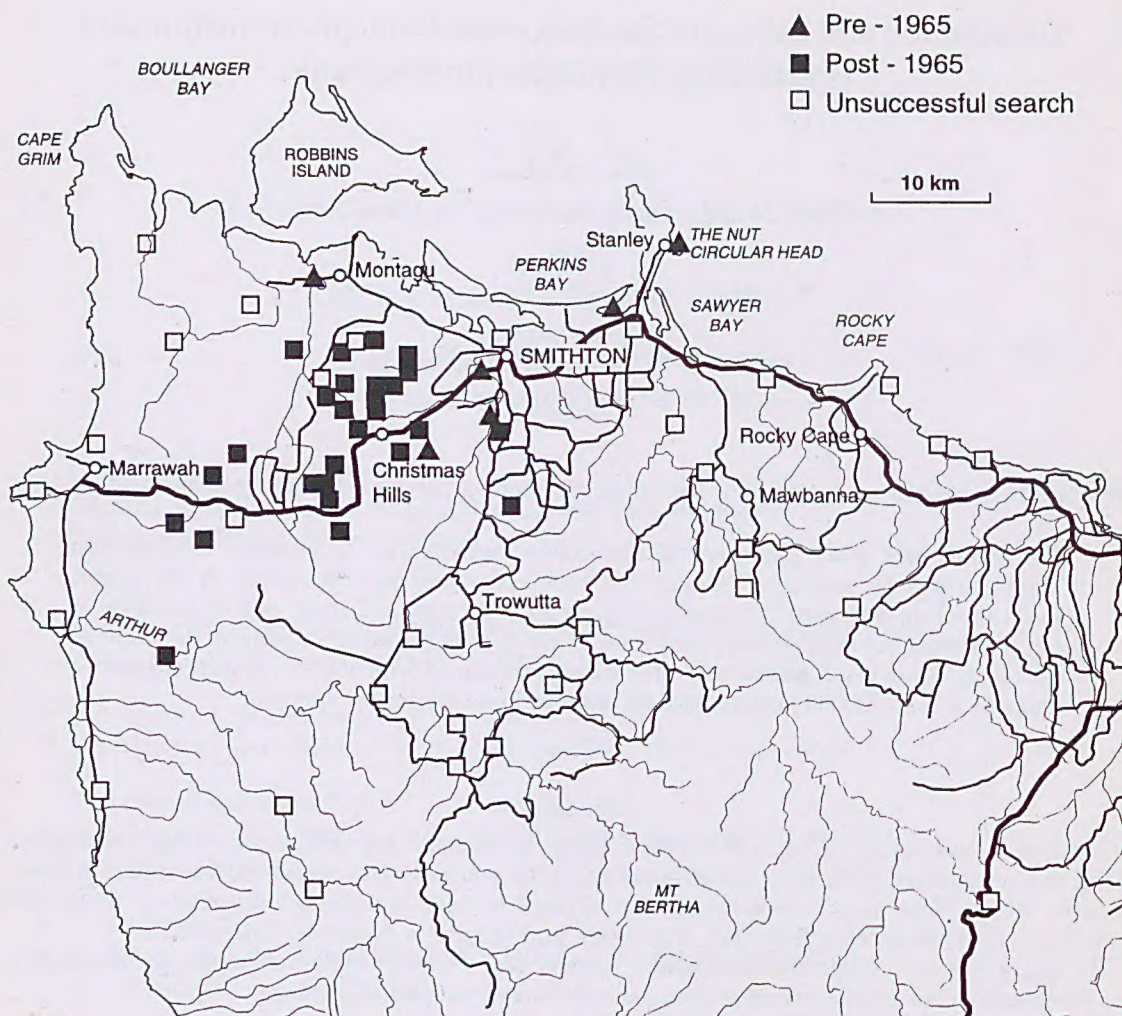 Pre - 1965
Post - 1965
Unsuccessful search
10 km
BOULLANGER
BAY
CAPE
GRIM
ROBBINS
ISLAND
Stanley
THE NUT
CIRCULAR HEAD
Montagu
PERKINS
BAY
SAWYER
BAY
ROCKY
CAPE
SMITHTON
Rocky Cape
Marrawah
Christmas
Hills
Mawbanna
Trowutta
ARTHUR
MT
BERTHA